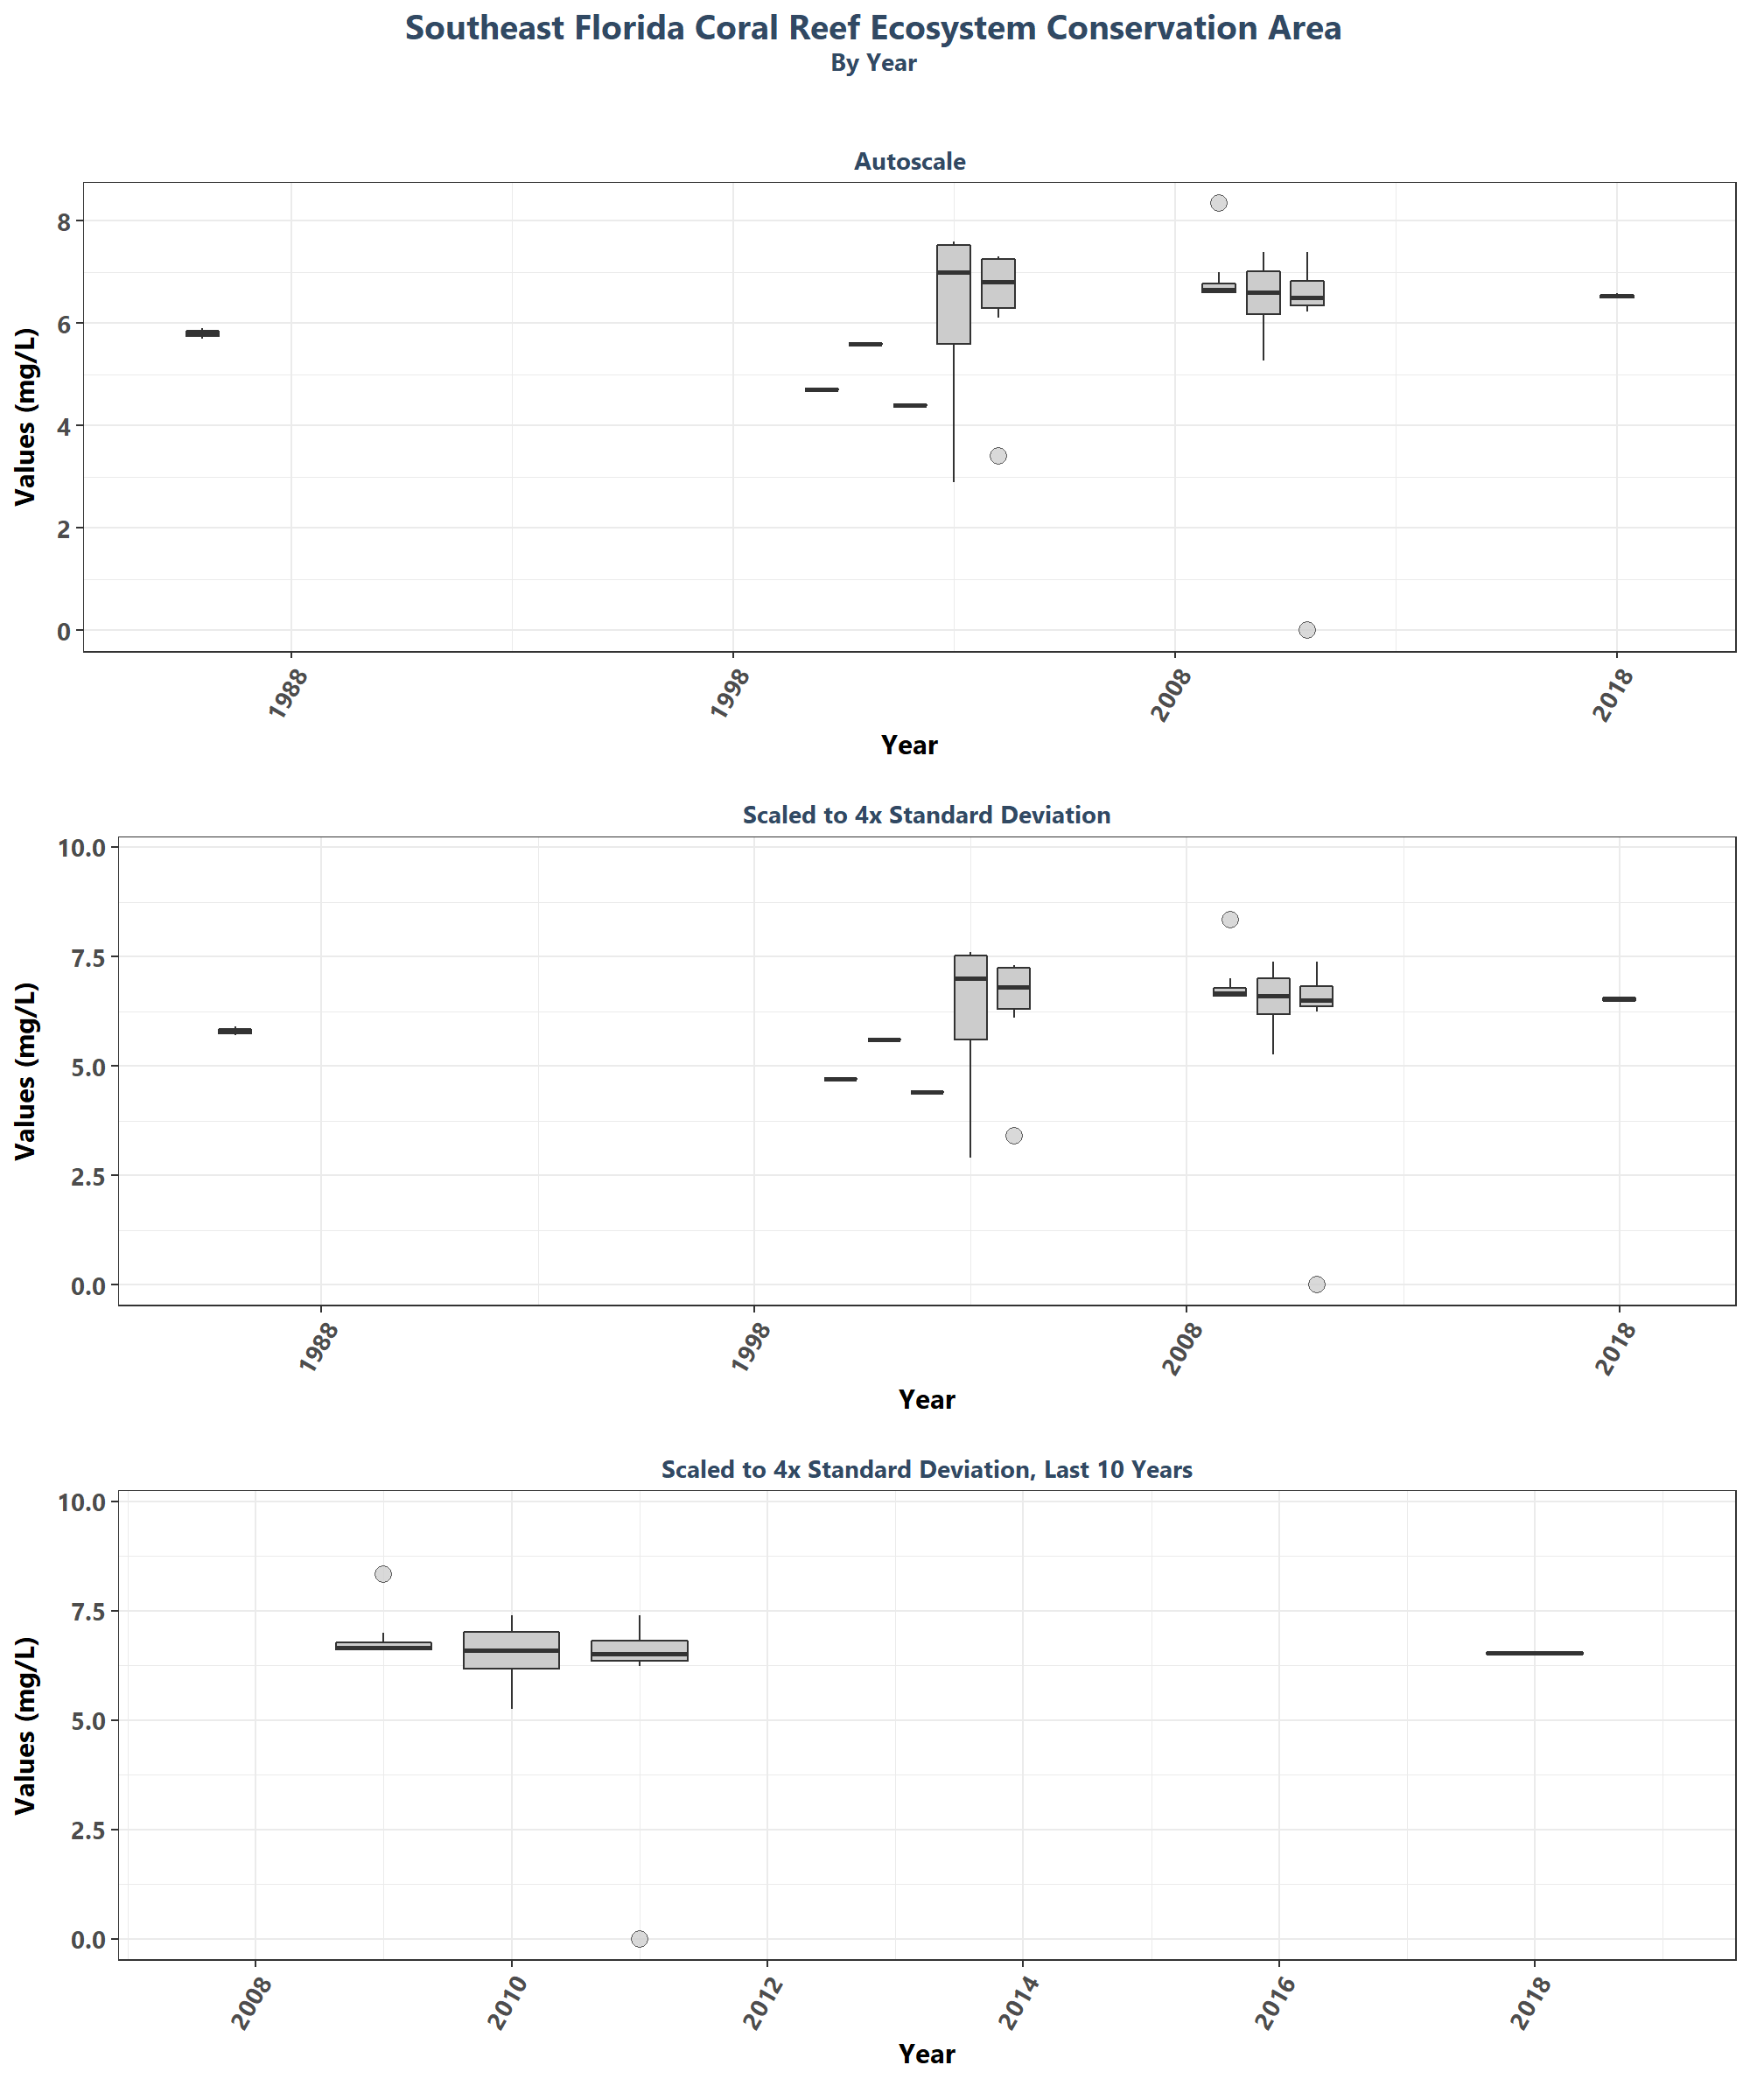 Southeast Florida Coral Reef Ecosystem Conservation Area
By Year
Autoscale
Values (mg/L)
8
6
4
2
0
1988
1998
2008
2018
Year
Scaled to 4x Standard Deviation
Values (mg/L)
10.0
7.5
5.0
2.5
0.0
1988
1998
2008
2018
Year
Scaled to 4x Standard Deviation, Last 10 Years
Values (mg/L)
10.0
7.5
5.0
2.5
0.0
2008
2010
2012
2014
2016
2018
Year